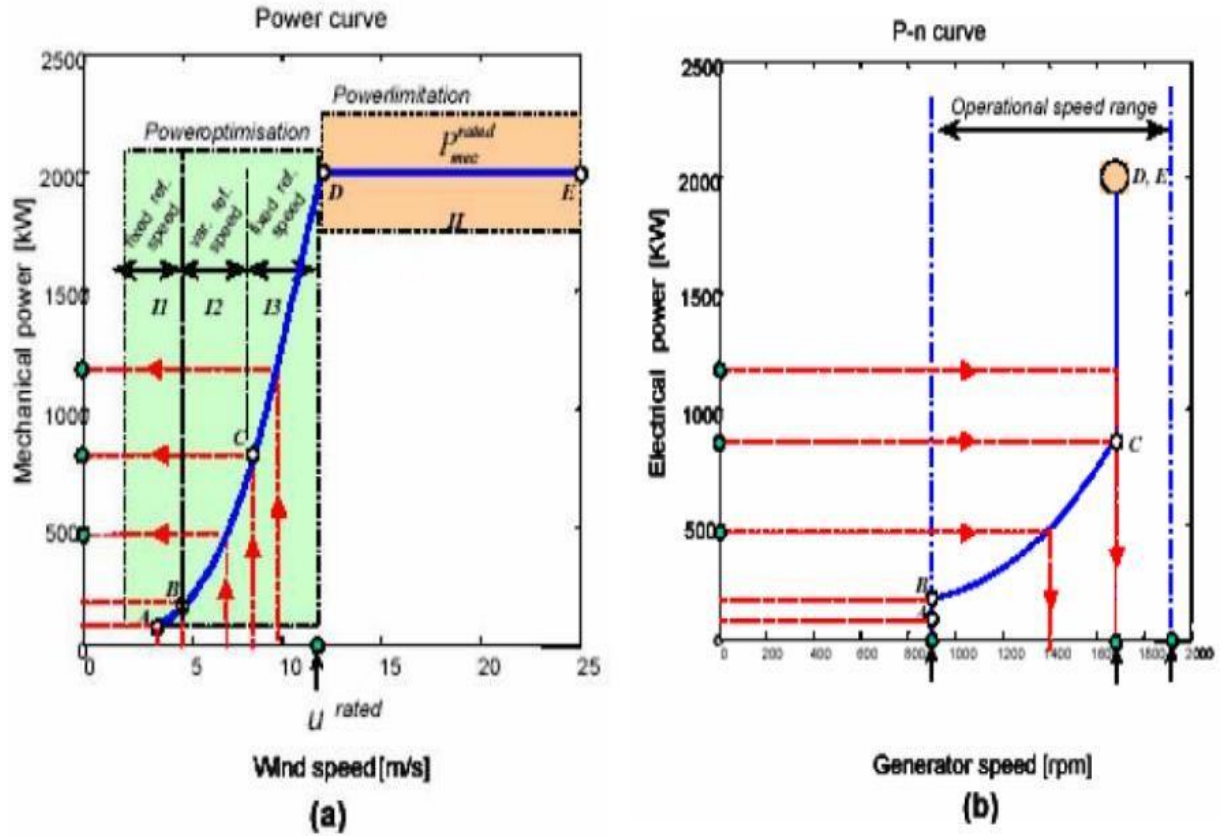 Power curve
2500
2000
1500
1000
500
0
Mechanical power [kW]
Poweroptimisation
Powerlimitation
fixed ref. speed
var. ref. speed
fixed ref. speed
I1
I2
I3
P rated mec
II
A
B
C
D
E
0
5
10
15
20
25
u rated
Wind speed [m/s]
(a)
P-n curve
2500
2000
1500
1000
500
0
Electrical power [KW]
Operational speed range
D, E
C
B
A
0
200
400
600
800
1000
1200
1400
Generator speed [rpm]
(b)